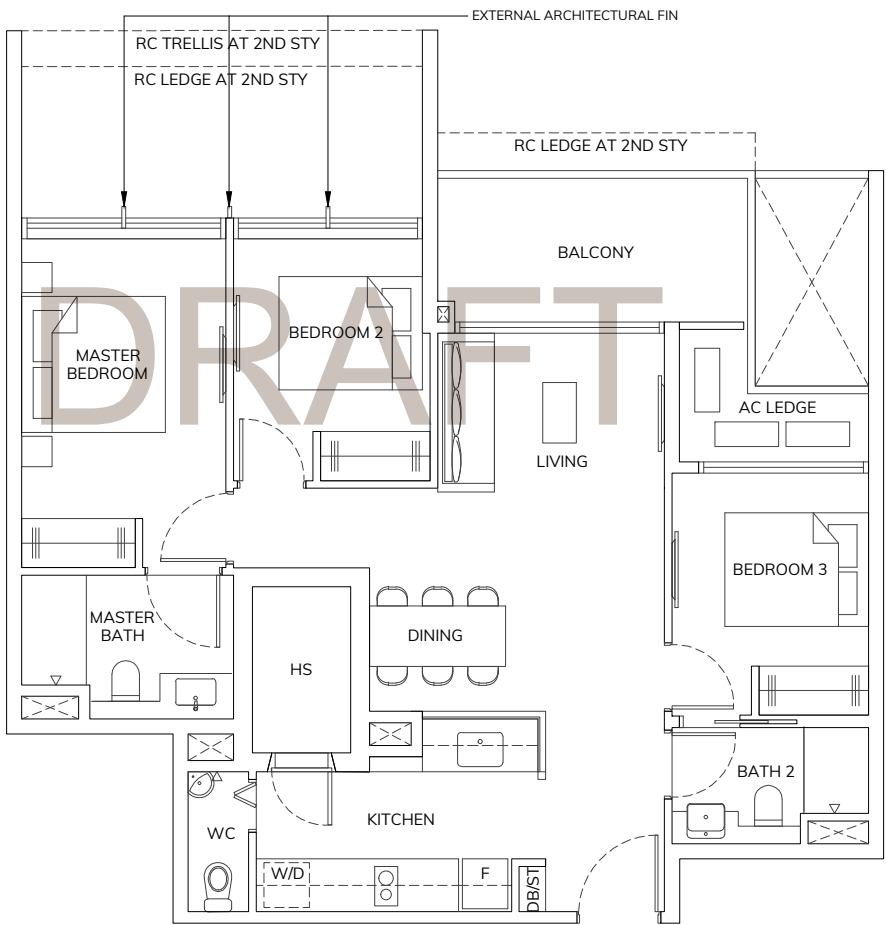 EXTERNAL ARCHITECTURAL FIN
RC TRELLIS AT 2ND STY
RC LEDGE AT 2ND STY
RC LEDGE AT 2ND STY
BALCONY
DRAFT
BEDROOM 2
MASTER
BEDROOM
AC LEDGE
LIVING
BEDROOM 3
MASTER
BATH
DINING
HS
BATH 2
KITCHEN
WC
W/D
F
DB/ST